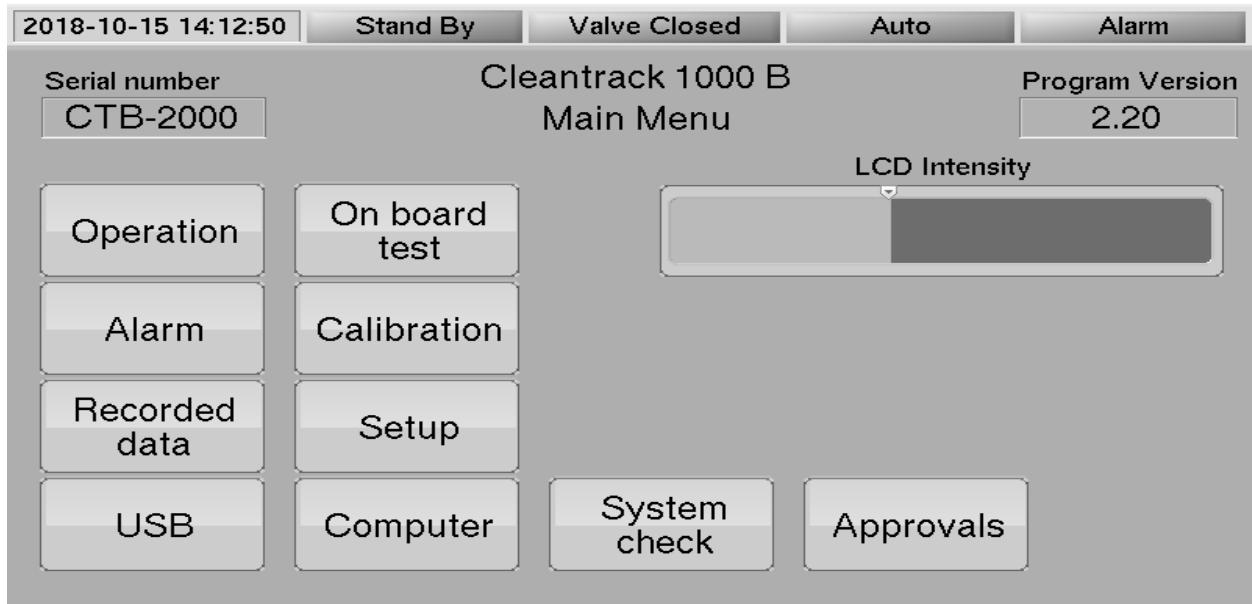 2018-10-15 14:12:50 Stand By Valve Closed Auto Alarm
Serial number
CTB-2000
Cleantrack 1000 B
Main Menu
Program Version
2.20
LCD Intensity
Operation
On board
test
Alarm
Calibration
Recorded
data
Setup
USB
Computer
System
check
Approvals